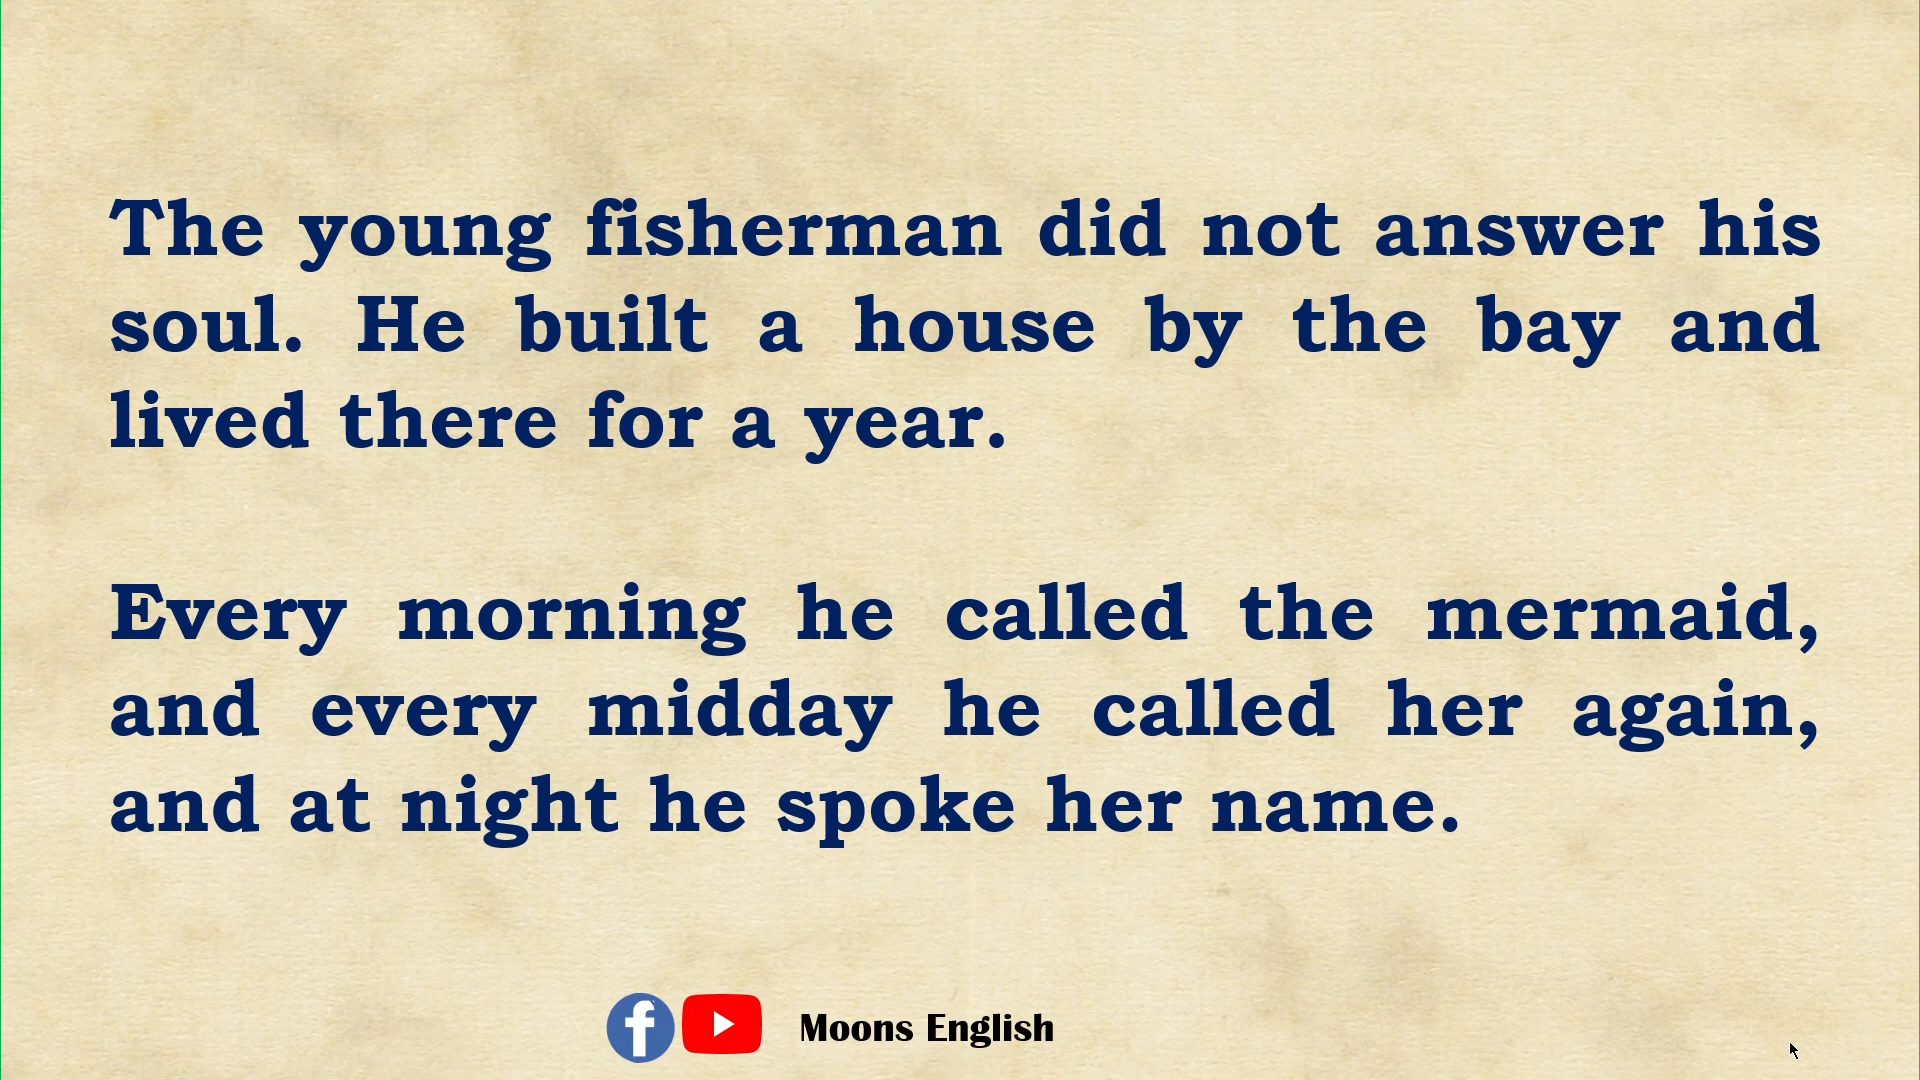 The young fisherman did not answer his
soul. He built a house by the bay and
lived there for a year.
Every morning he called the mermaid,
and every midday he called her again,
and at night he spoke her name.
Moons English